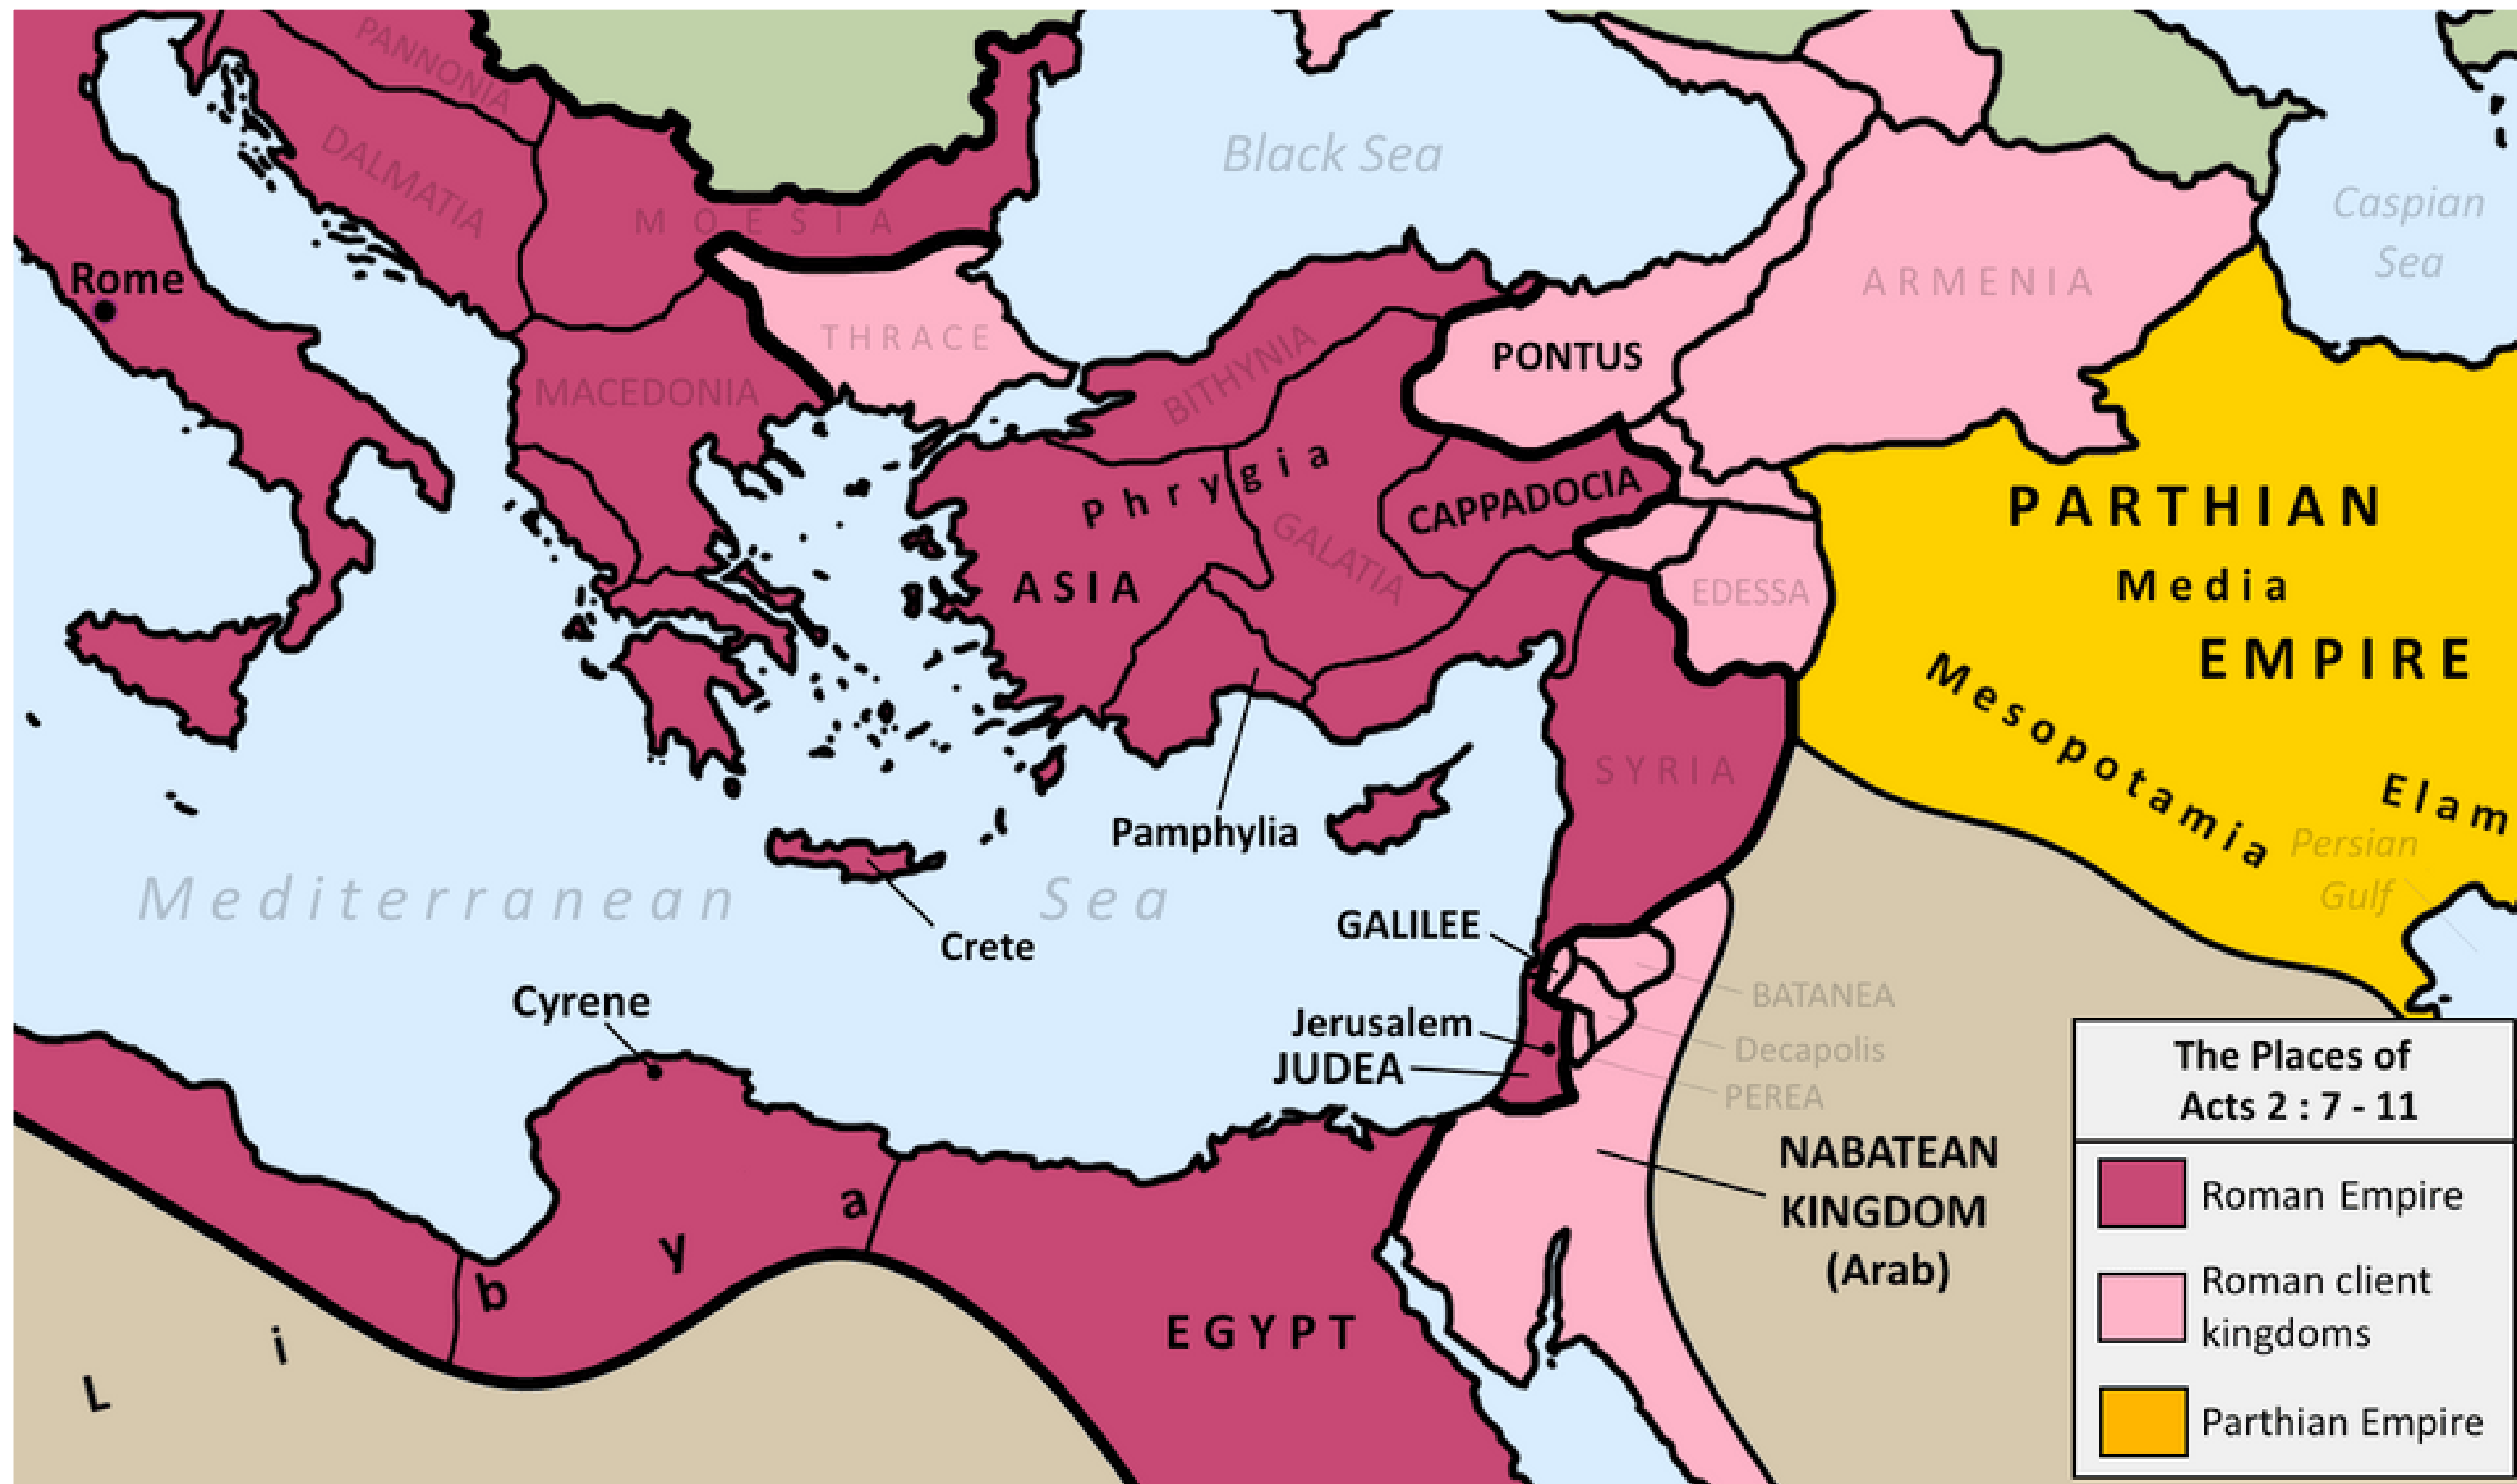 PANNONIA
DALMATIA
Black Sea
Caspian
Sea
MOESIA
Rome
ARMENIA
THRACE
BITHYNIA
PONTUS
MACEDONIA
Phrygia
CAPPADOCIA
PARTHIAN
Media
EMPIRE
ASIA
GALATIA
EDESSA
Mesopotamia
SYRIA
Elam
Pamphylia
Persian
Gulf
Mediterranean Sea
Crete
GALILEE
Cyrene
BATANEA
Jerusalem
Decapolis
JUDEA
PEREA
NABATEAN
KINGDOM
(Arab)
Libya
EGYPT
The Places of
Acts 2 : 7 - 11
Roman Empire
Roman client
kingdoms
Parthian Empire